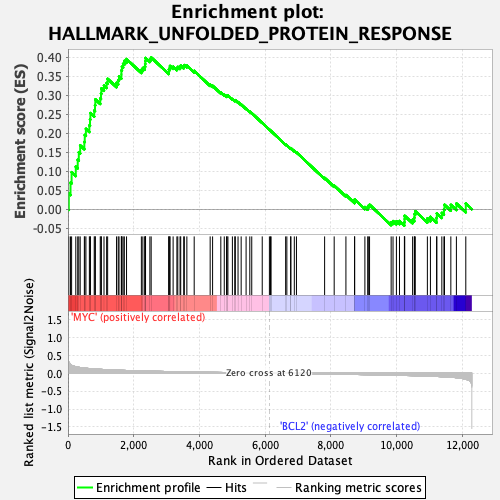 Enrichment plot:
HALLMARK_UNFOLDED_PROTEIN_RESPONSE
Enrichment score (ES)
0.40
0.35
0.30
0.25
0.20
0.15
0.10
0.05
0.00
-0.05
'MYC' (positively correlated)
Ranked list metric (Signal2Noise)
1.5
1.0
0.5
0.0
-0.5
-1.0
-1.5
Zero cross at 6120
'BCL2' (negatively correlated)
0
2,000
4,000
6,000
8,000
10,000
12,000
Rank in Ordered Dataset
Enrichment profile
Hits
Ranking metric scores